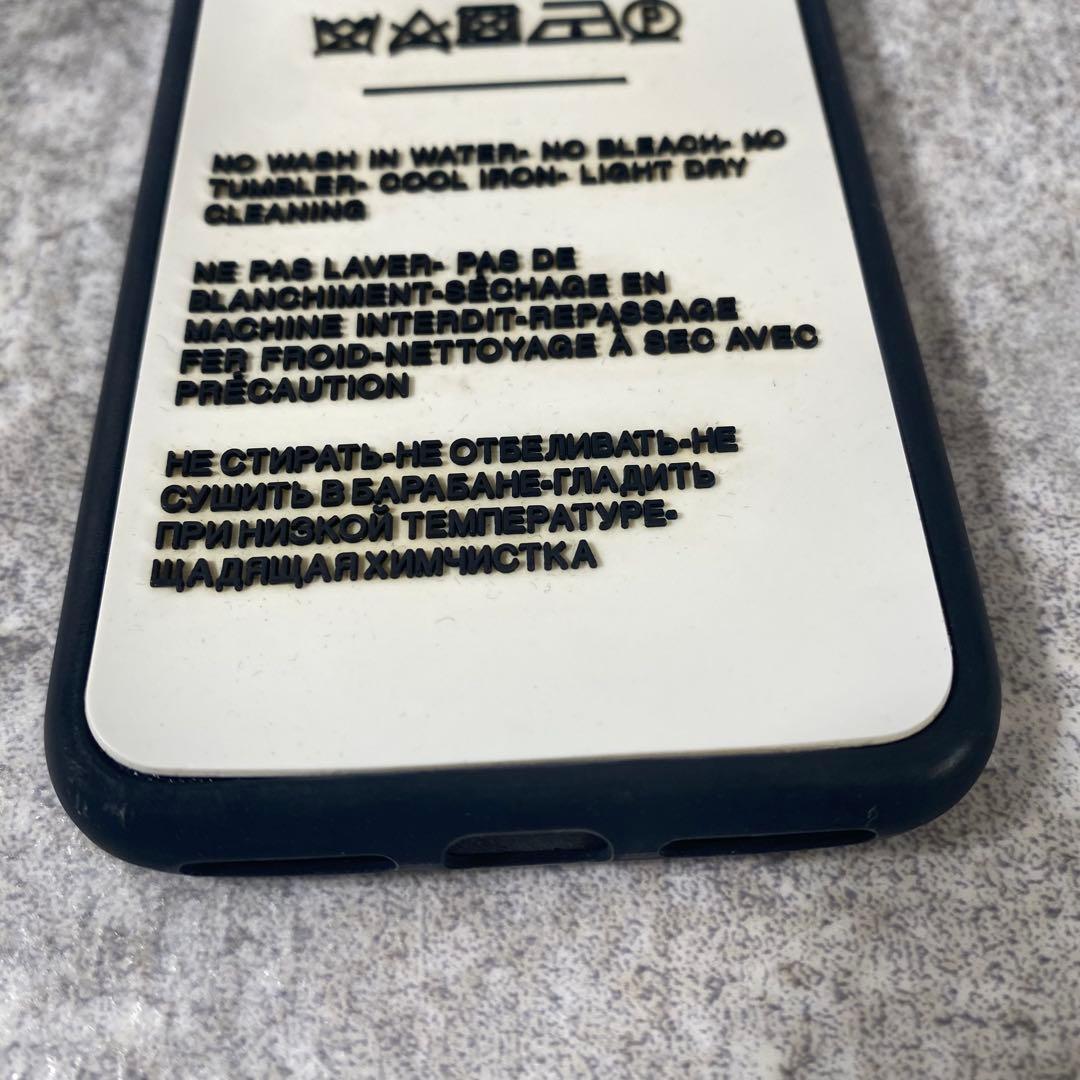 NO WASH IN WATER- NO BLEACH- NO
TUMBLER- COOL IRON- LIGHT DRY
CLEANING
NE PAS LAVER- PAS DE
BLANCHIMENT-SÉCHAGE EN
MACHINE INTERDIT-REPASSAGE
FER FROID-NETTOYAGE À SEC AVEC
PRÉCAUTION
НЕ СТИРАТЬ-НЕ ОТБЕЛИВАТЬ-НЕ
СУШИТЬ В БАРАБАНЕ-ГЛАДИТЬ
ПРИ НИЗКОЙ ТЕМПЕРАТУРЕ-
ЩАДЯЩАЯ ХИМЧИСТКА